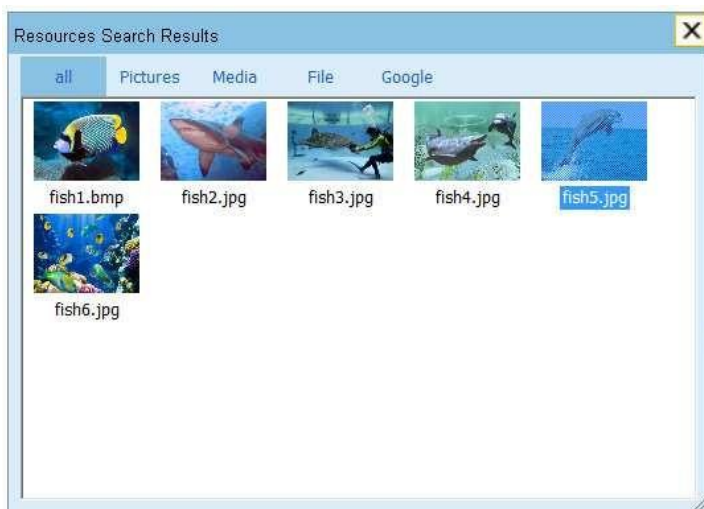 Resources Search Results
all Pictures Media File Google
fish1.bmp fish2.jpg fish3.jpg fish4.jpg fish5.jpg
fish6.jpg